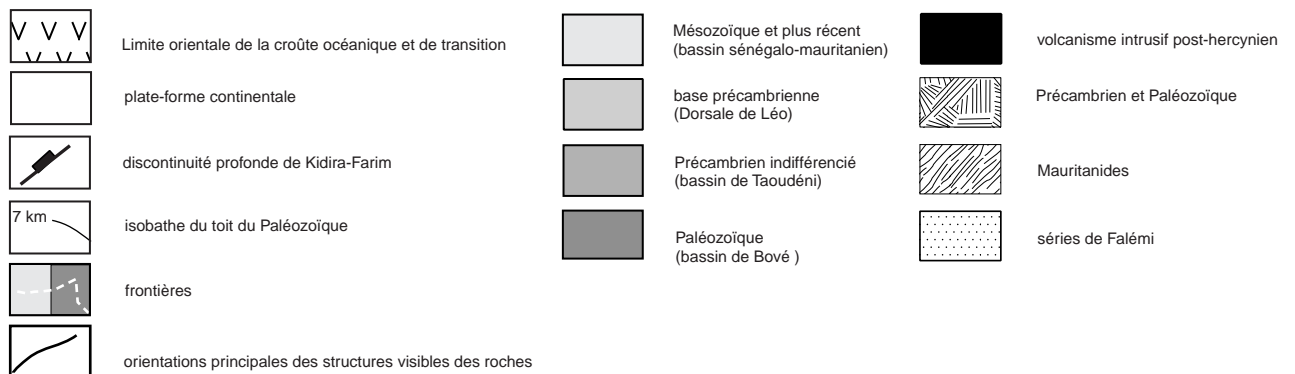 Limite orientale de la croûte océanique et de transition
plate-forme continentale
discontinuité profonde de Kidira-Farim
7 km
isobathe du toit du Paléozoïque
frontières
orientations principales des structures visibles des roches
Mésozoïque et plus récent
(bassin sénégalo-mauritanien)
base précambrienne
(Dorsale de Léo)
Précambrien indifférencié
(bassin de Taoudéni)
Paléozoïque
(bassin de Bové )
volcanisme intrusif post-hercynien
Précambrien et Paléozoïque
Mauritanides
séries de Falémi